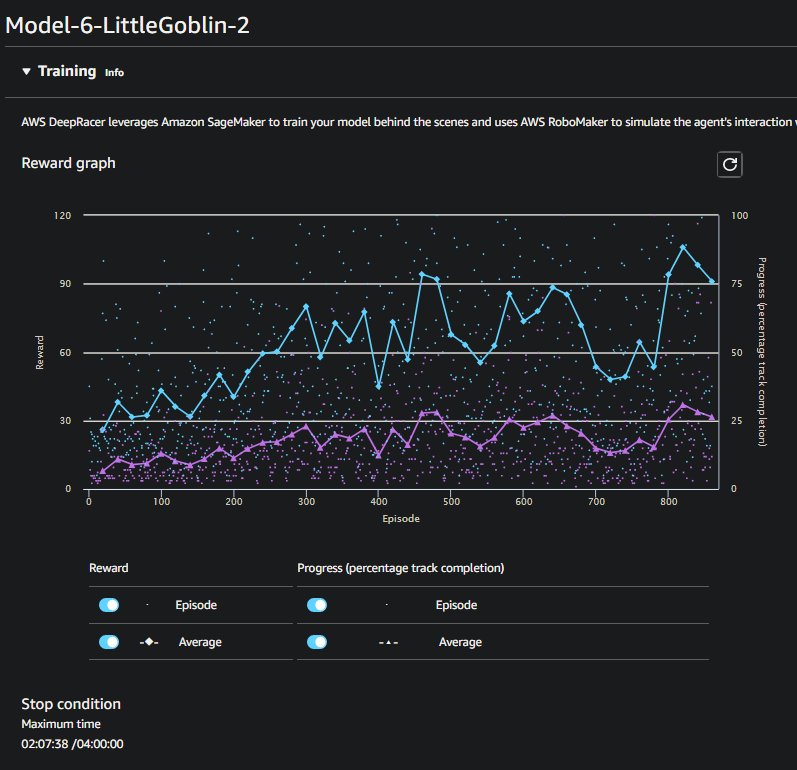 Model-6-LittleGoblin-2
Training Info
AWS DeepRacer leverages Amazon SageMaker to train your model behind the scenes and uses AWS RoboMaker to simulate the agent's interaction
Reward graph
120
90
60
30
0
Reward
100
75
50
25
0
Progress (percentage track completion)
0 100 200 300 400 500 600 700 800
Episode
Reward Progress (percentage track completion)
Episode Episode
Average Average
Stop condition
Maximum time
02:07:38 /04:00:00